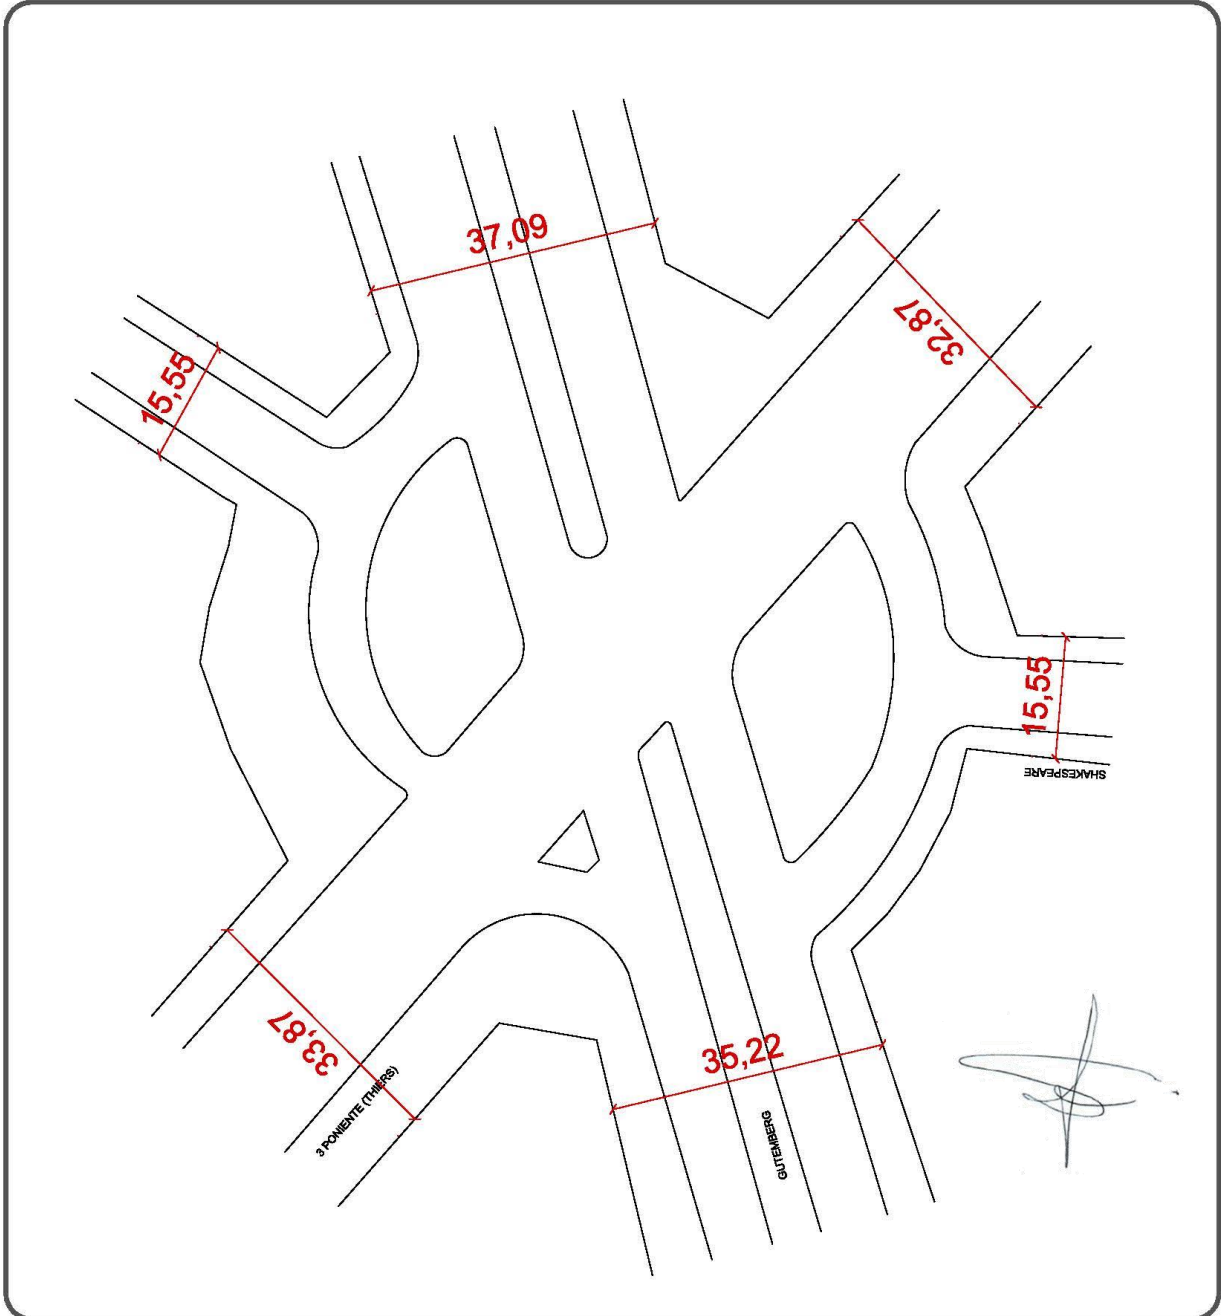 37,09
32,87
15,55
15,55
SHAKESPEARE
33,87
3 PONIENTE (THIERS)
35,22
GUTEMBERG